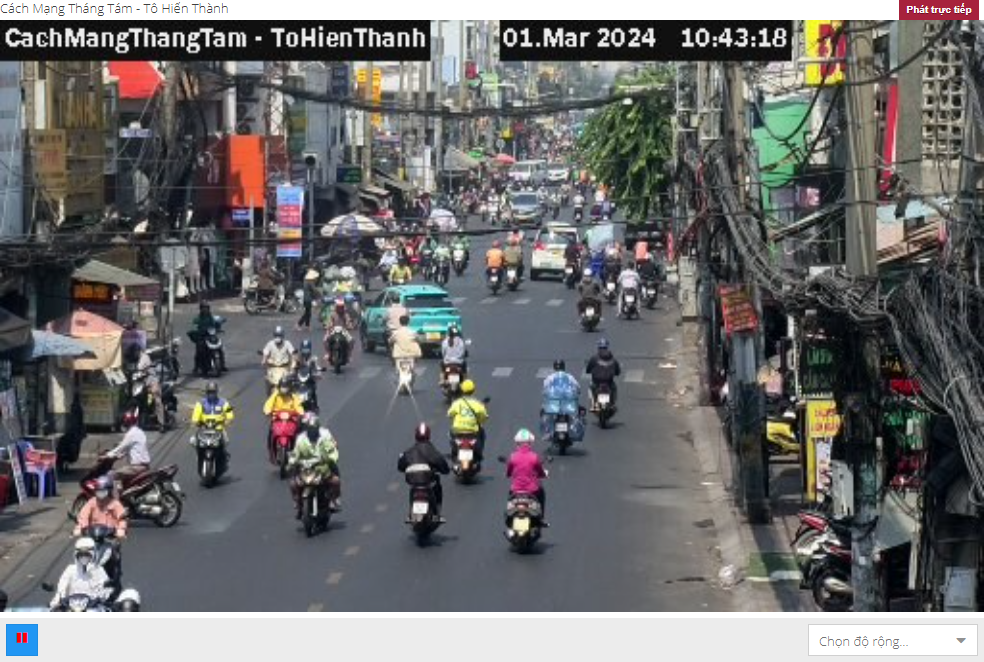 Cách Mạng Tháng Tám - Tô Hiến Thành
Phát trực tiếp
CachMangThangTam - ToHienThanh
01.Mar 2024 10:43:18
Chọn độ rộng...